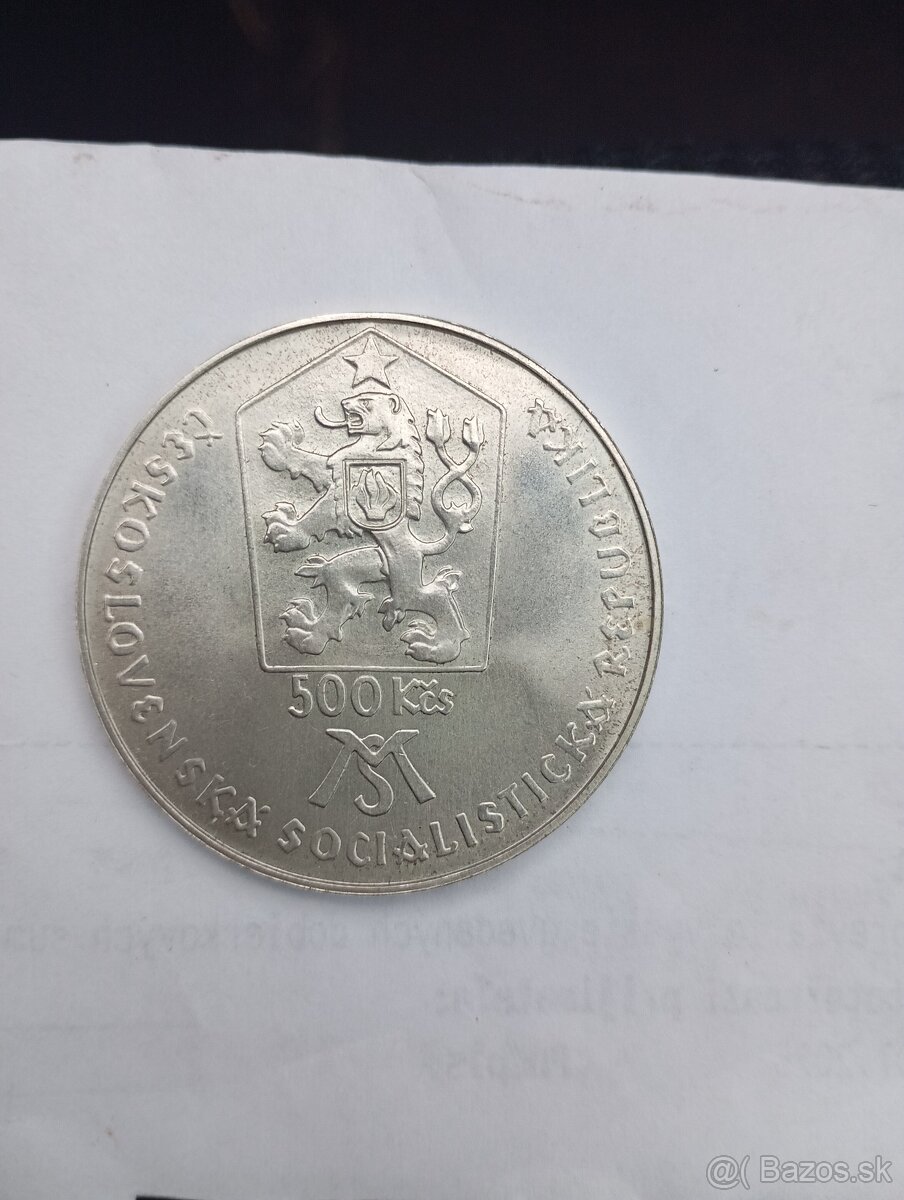 ČESKOSLOVENSKÁ SOCIALISTICKÁ REPUBLIKA
500 Kčs
MS
@( Bazos.sk